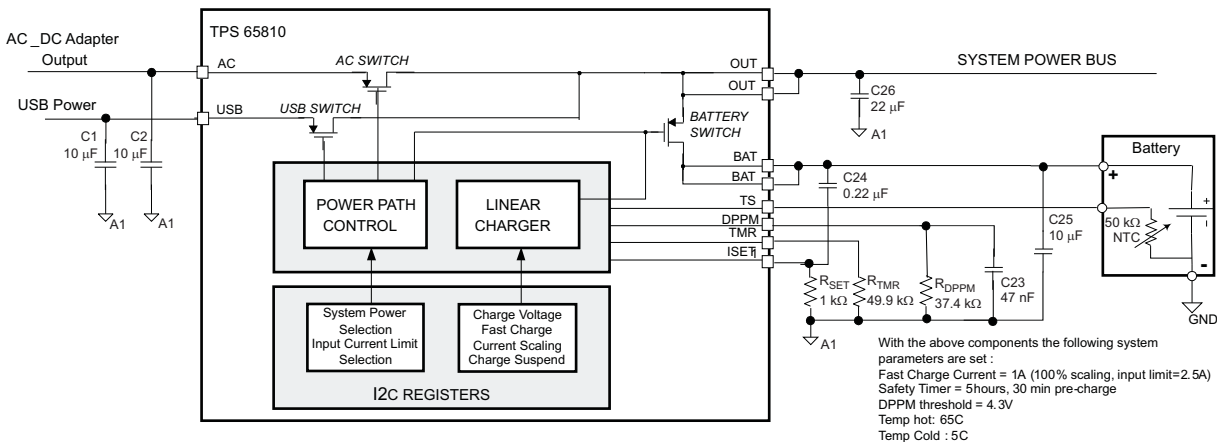 TPS 65810
AC _DC Adapter
Output
AC
AC SWITCH
OUT
SYSTEM POWER BUS
OUT
USB Power
USB
USB SWITCH
BATTERY
SWITCH
C26
22 μF
A1
C1
10 μF
C2
10 μF
A1
A1
BAT
BAT
C24
0.22 μF
Battery
+
+
-
POWER PATH
CONTROL
LINEAR
CHARGER
TS
DPPM
TMR
ISET1
50 kΩ
NTC
C25
10 μF
-
RSET
1 kΩ
RTMR
49.9 kΩ
RDPPM
37.4 kΩ
C23
47 nF
GND
A1
System Power
Selection
Input Current Limit
Selection
Charge Voltage
Fast Charge
Current Scaling
Charge Suspend
I2C REGISTERS
With the above components the following system
parameters are set :
Fast Charge Current = 1A (100% scaling, input limit=2.5A)
Safety Timer = 5hours, 30 min pre-charge
DPPM threshold = 4.3V
Temp hot: 65C
Temp Cold : 5C